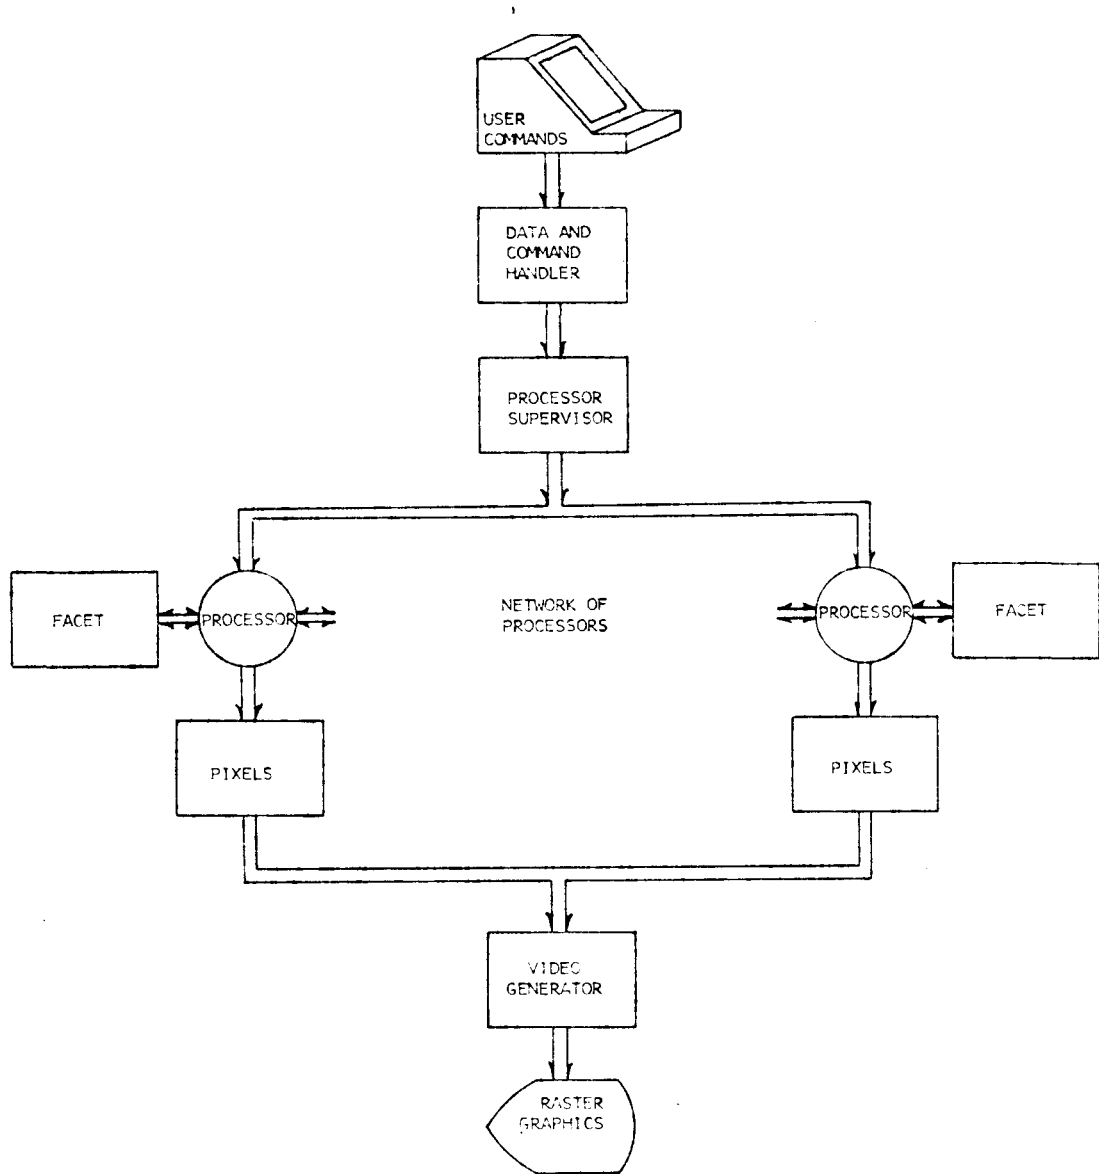 USER
COMMANDS
DATA AND
COMMAND
HANDLER
PROCESSOR
SUPERVISOR
FACET
PROCESSOR
NETWORK OF
PROCESSORS
PROCESSOR
FACET
PIXELS
PIXELS
VIDEO
GENERATOR
RASTER
GRAPHICS